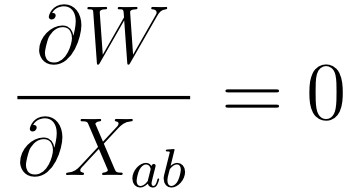 ∂w/∂x_ab = 0